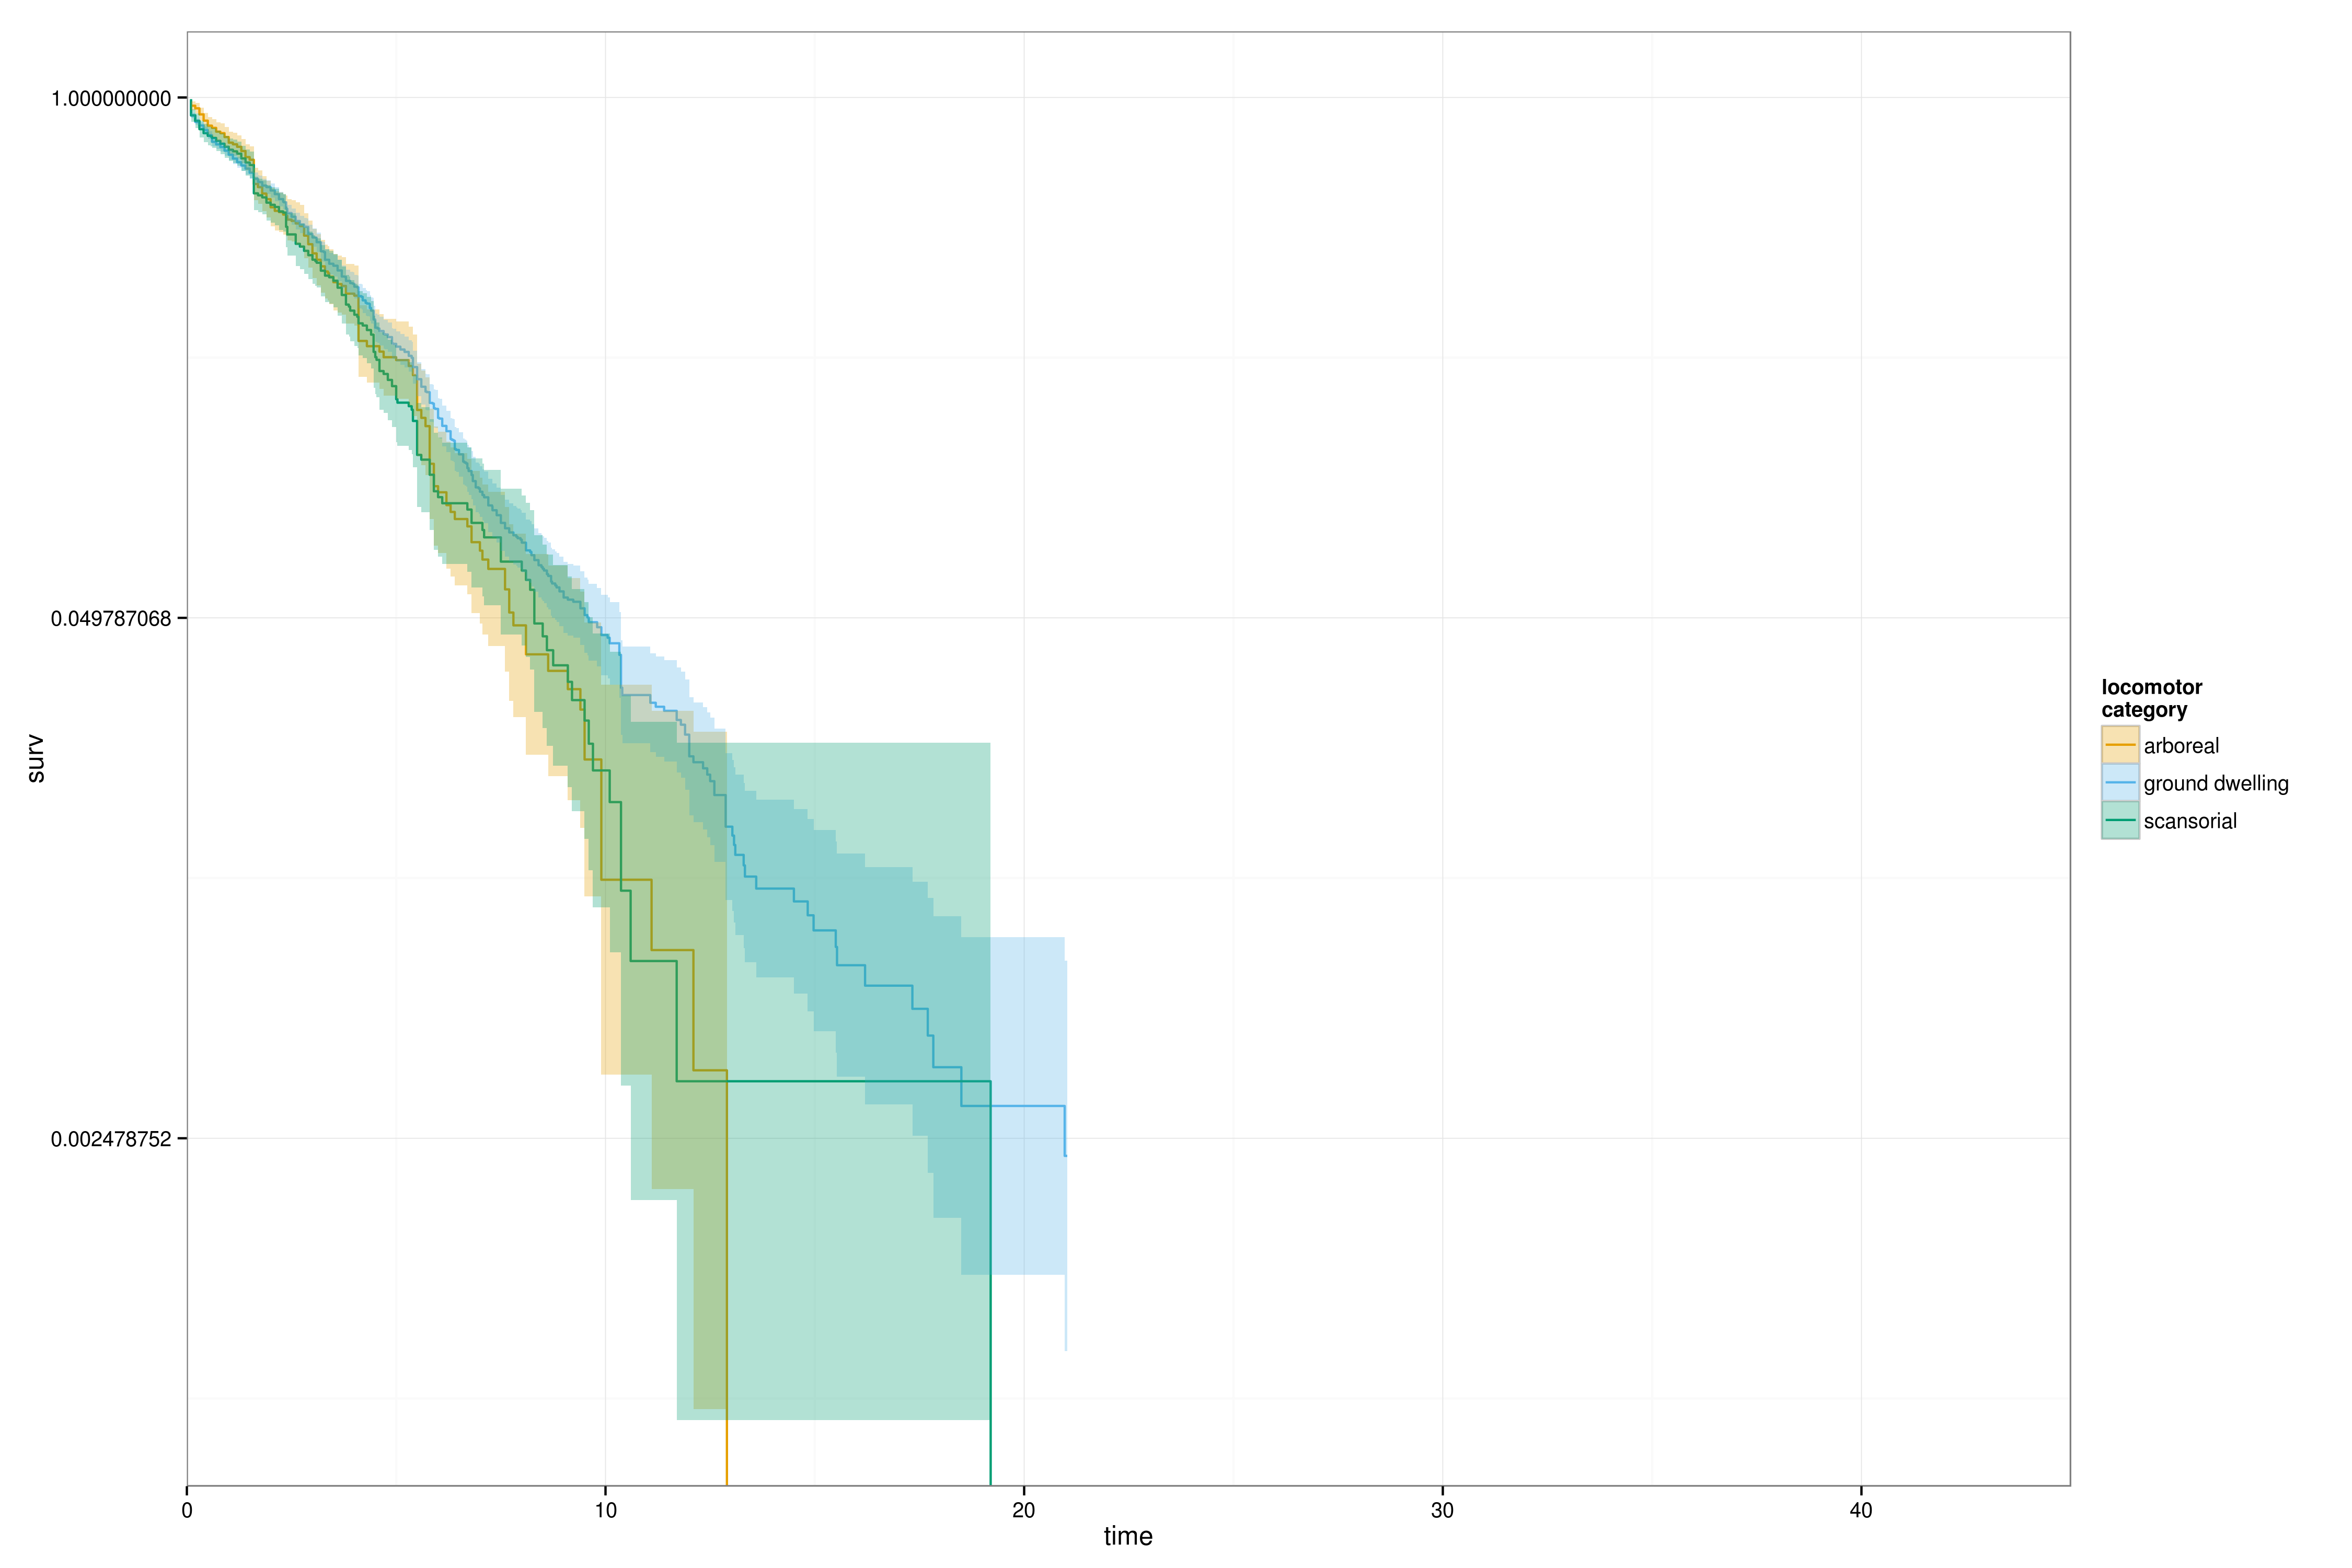 1.000000000
0.049787068
0.002478752
surv
0
10
20
30
40
time
locomotor
category
arboreal
ground dwelling
scansorial